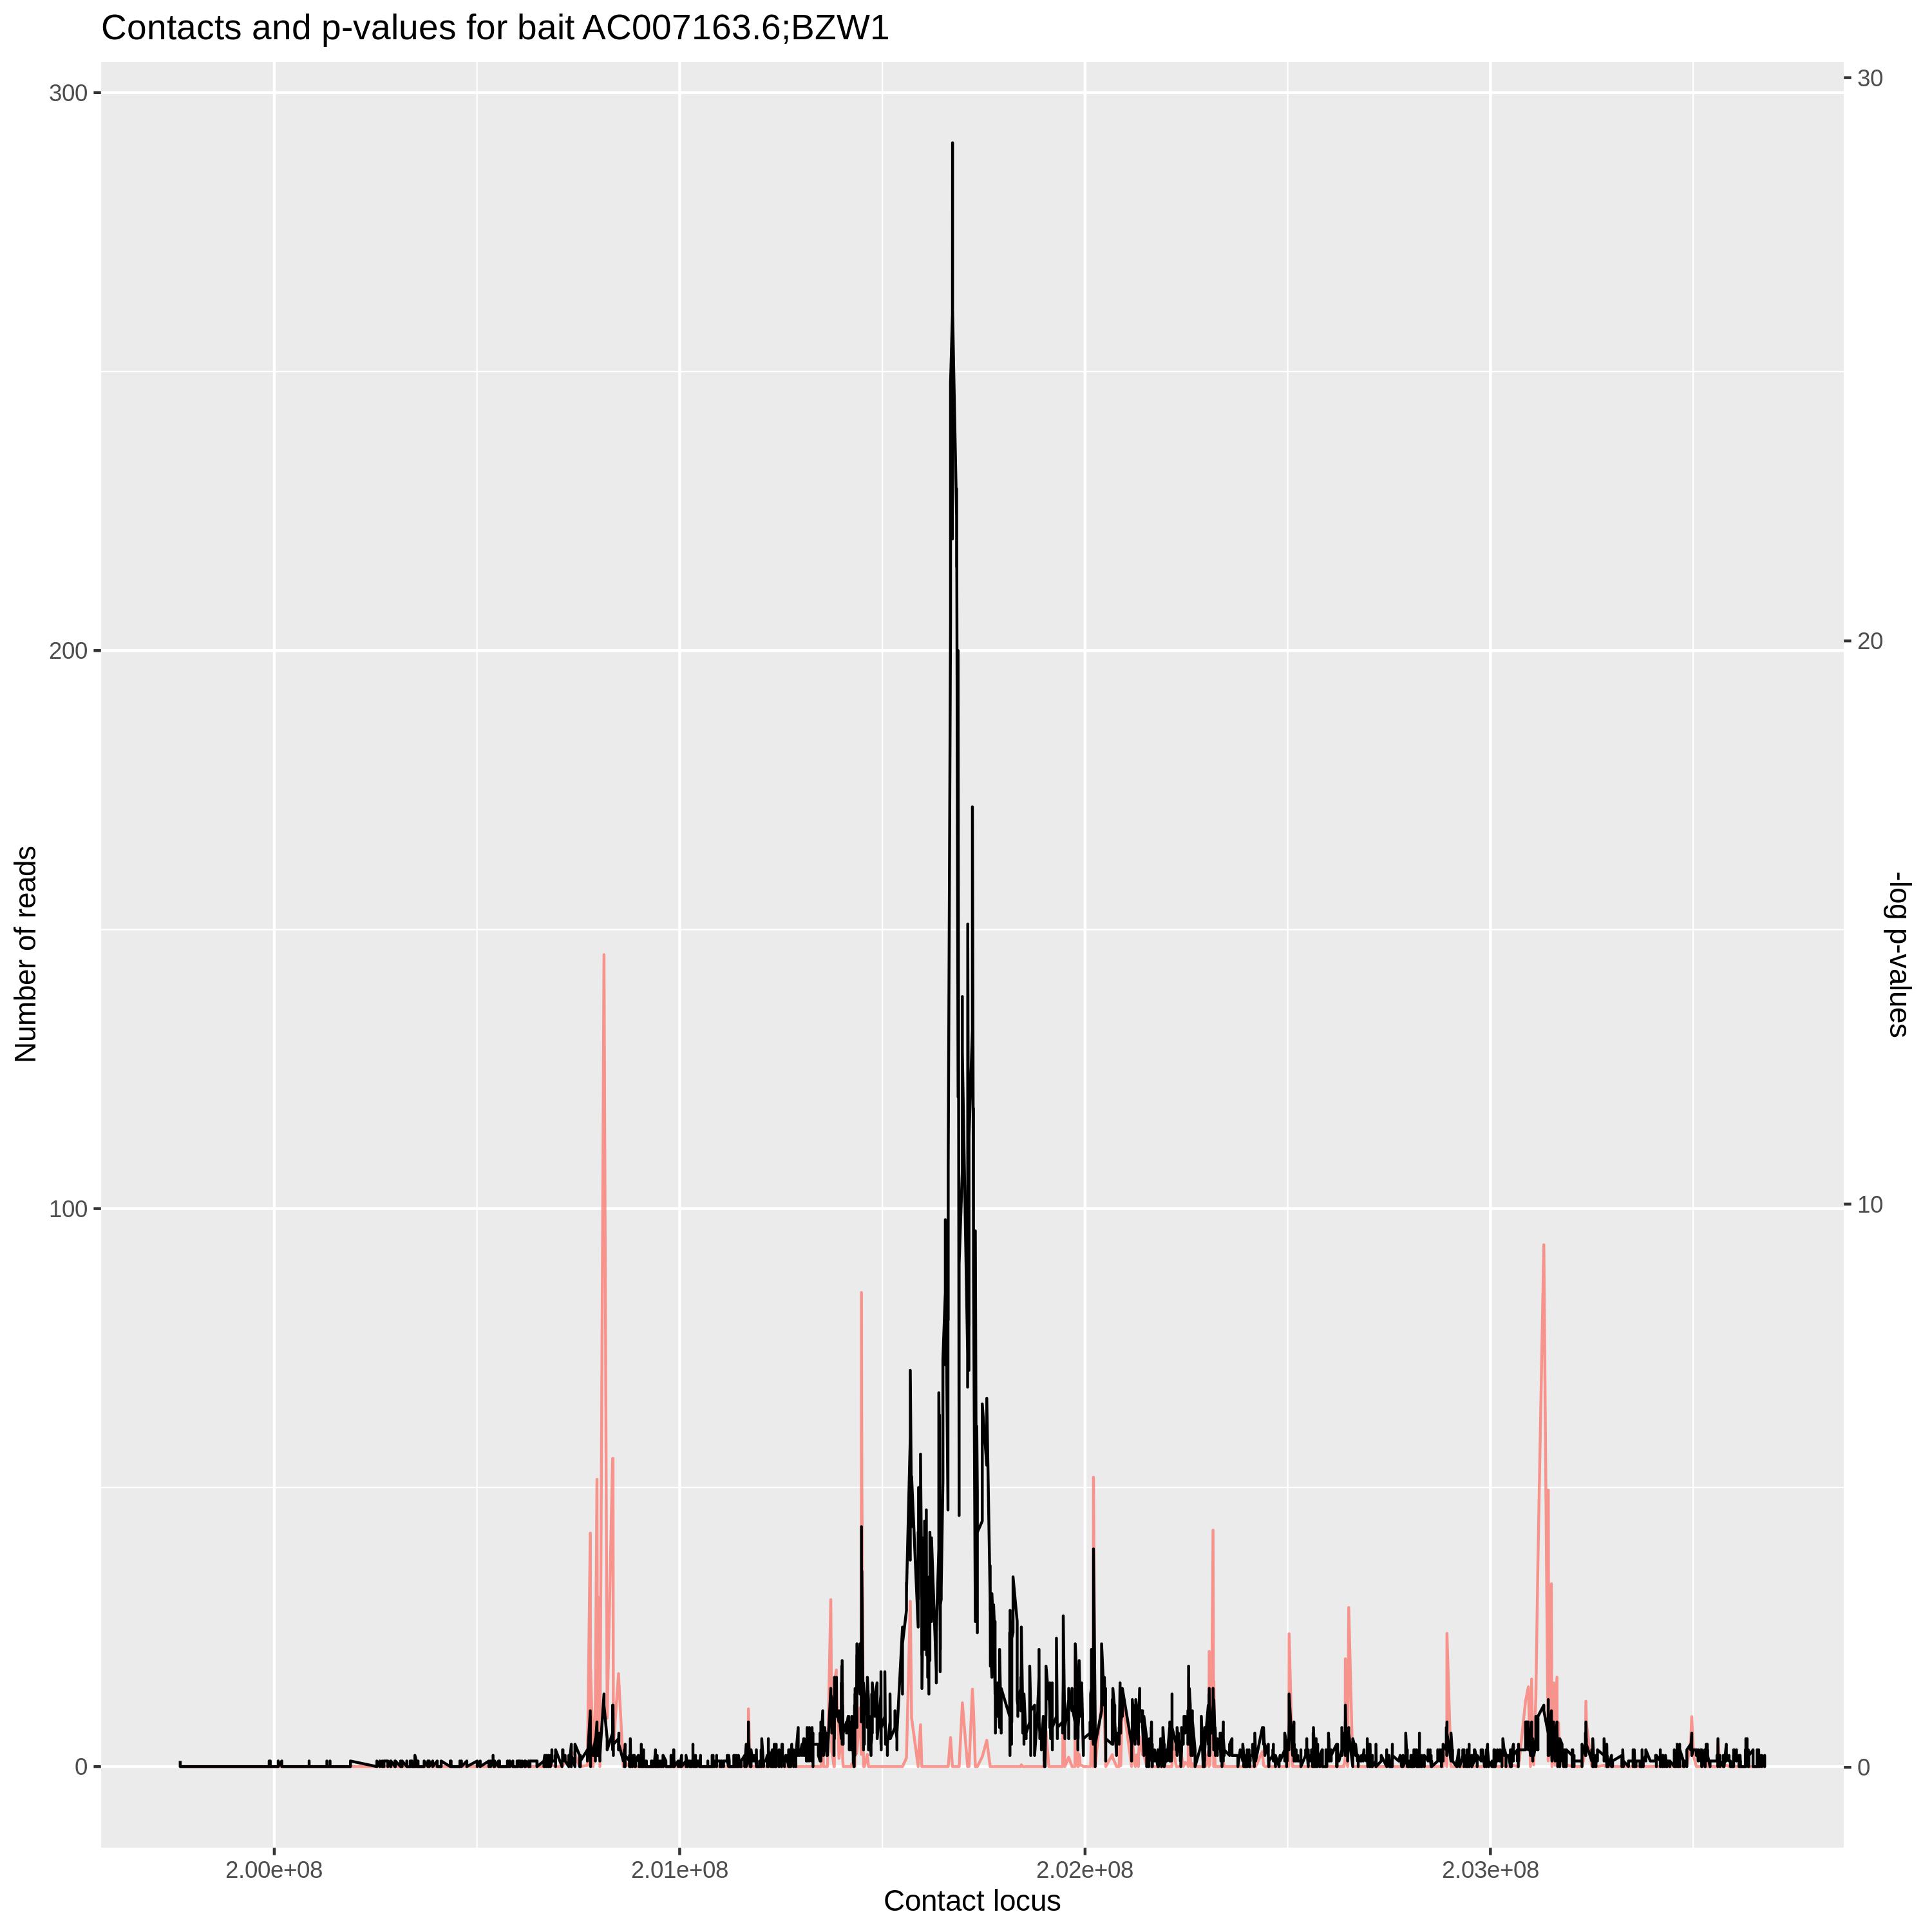 Contacts and p-values for bait AC007163.6;BZW1
300
200
100
0
Number of reads
30
20
10
0
-log p-values
2.00e+08
2.01e+08
2.02e+08
2.03e+08
Contact locus